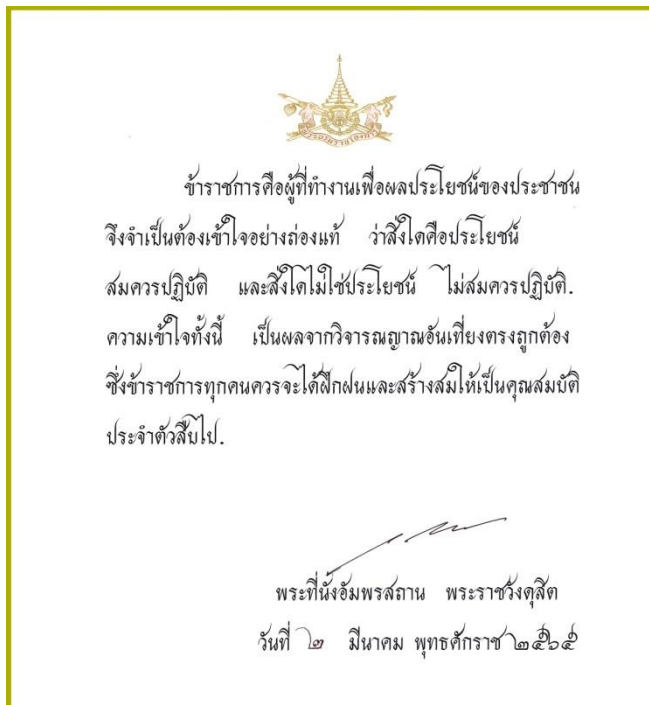 ข้าราชการคือผู้ที่ทำงานเพื่อผลประโยชน์ของประชาชน
จึงจำเป็นต้องเข้าใจอย่างถ่องแท้ ว่าสิ่งใดคือประโยชน์
สมควรปฏิบัติ และสิ่งใดไม่ใช่ประโยชน์ ไม่สมควรปฏิบัติ.
ความเข้าใจทั้งนี้ เป็นผลจากวิจารณญาณอันเที่ยงตรงถูกต้อง
ซึ่งข้าราชการทุกคนควรจะได้ฝึกฝนและสร้างสมให้เป็นคุณสมบัติ
ประจำตัวสืบไป.
พระที่นั่งอัมพรสถาน พระราชวังดุสิต
วันที่ ๒ มีนาคม พุทธศักราช ๒๕๖๕